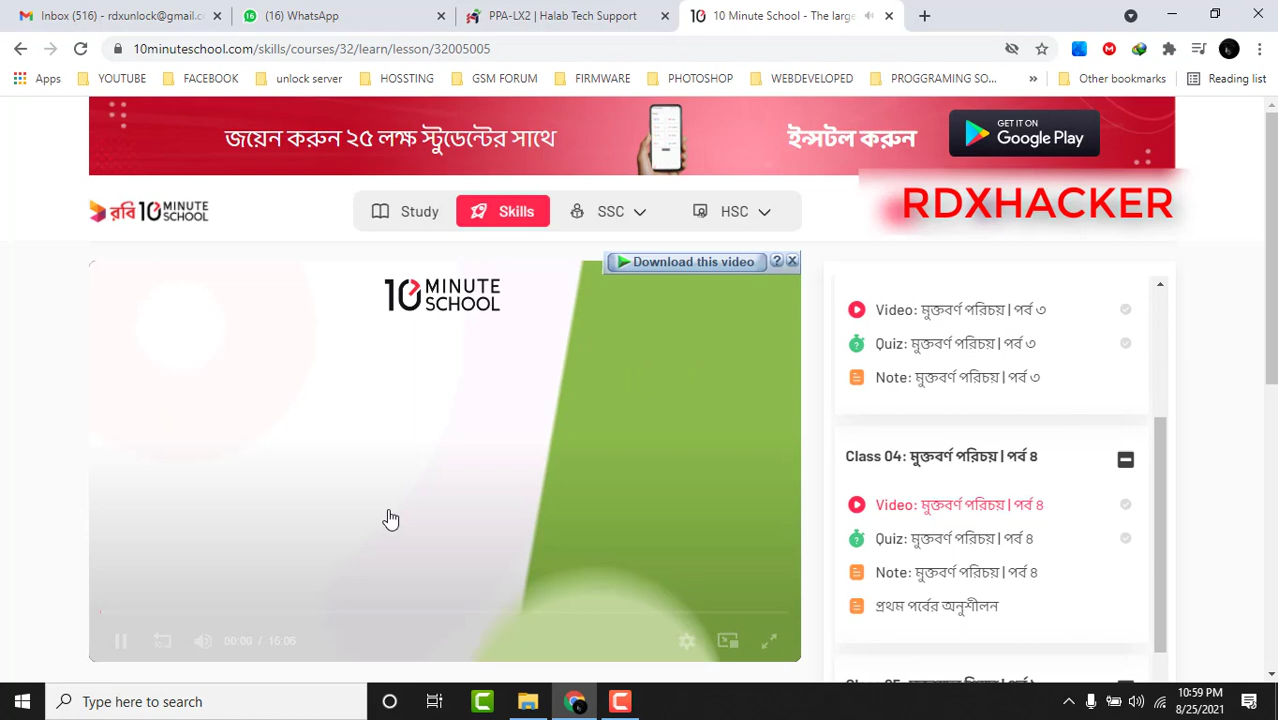 Inbox (16) - rdxunlock@gmail.c
(16) WhatsApp
PPA-LX2 | Halab Tech Support
10 Minute School - The larges
10minuteschool.com/skills/courses/32/learn/lesson/32005005
Apps
YOUTUBE
FACEBOOK
unlock server
HOSSTING
GSM FORUM
FIRMWARE
PHOTOSHOP
WEBDEVELOPED
PROGGRAMING SO...
Other bookmarks
Reading list
জয়েন করুন ২৫ লক্ষ স্টুডেন্টের সাথে
ইন্সটল করুন
GET IT ON
Google Play
রবি 10 MINUTE SCHOOL
Study
Skills
SSC
HSC
RDXHACKER
Download this video
10 MINUTE SCHOOL
Video: মুক্তবর্ণ পরিচয় | পর্ব ৩
Quiz: মুক্তবর্ণ পরিচয় | পর্ব ৩
Note: মুক্তবর্ণ পরিচয় | পর্ব ৩
Class 04: মুক্তবর্ণ পরিচয় | পর্ব ৪
Video: মুক্তবর্ণ পরিচয় | পর্ব ৪
Quiz: মুক্তবর্ণ পরিচয় | পর্ব ৪
Note: মুক্তবর্ণ পরিচয় | পর্ব ৪
প্রথম পর্বের অনুশীলন
00:00 / 15:06
Type here to search
10:59 PM
8/25/2021